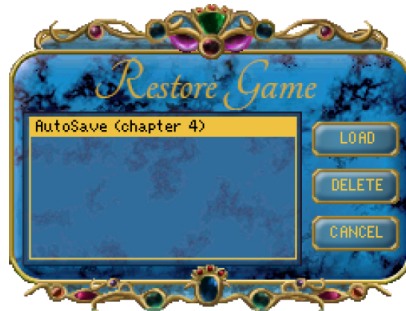 Restore Game
AutoSave (chapter 4)
LOAD
DELETE
CANCEL